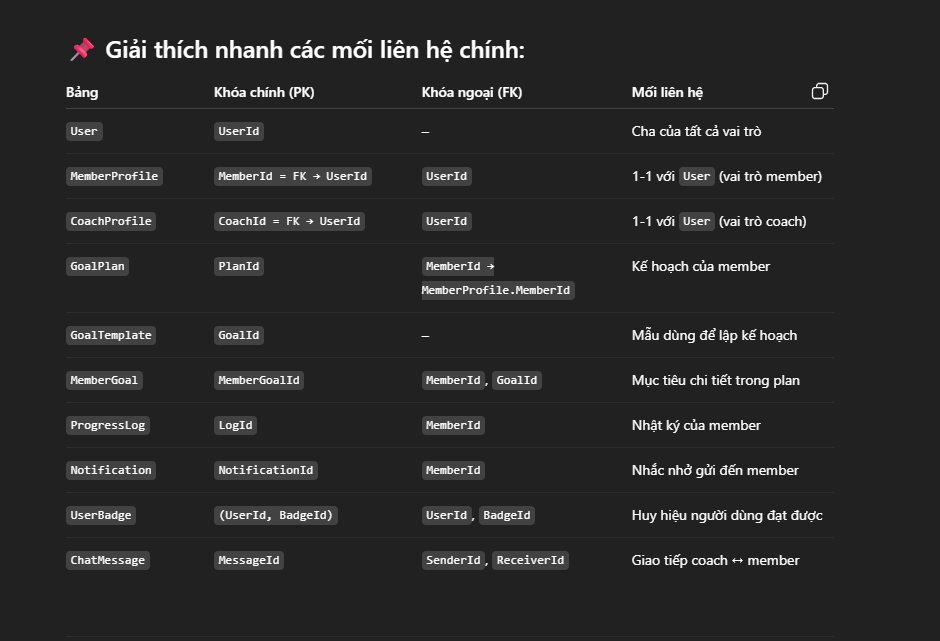 📌 Giải thích nhanh các mối liên hệ chính:
Bảng Khóa chính (PK) Khóa ngoại (FK) Mối liên hệ
User UserId – Cha của tất cả vai trò
MemberProfile MemberId = FK → UserId UserId 1-1 với User (vai trò member)
CoachProfile CoachId = FK → UserId UserId 1-1 với User (vai trò coach)
GoalPlan PlanId MemberId → Kế hoạch của member
MemberProfile.MemberId
GoalTemplate GoalId – Mẫu dùng để lập kế hoạch
MemberGoal MemberGoalId MemberId, GoalId Mục tiêu chi tiết trong plan
ProgressLog LogId MemberId Nhật ký của member
Notification NotificationId MemberId Nhắc nhở gửi đến member
UserBadge (UserId, BadgeId) UserId, BadgeId Huy hiệu người dùng đạt được
ChatMessage MessageId SenderId, ReceiverId Giao tiếp coach ↔ member